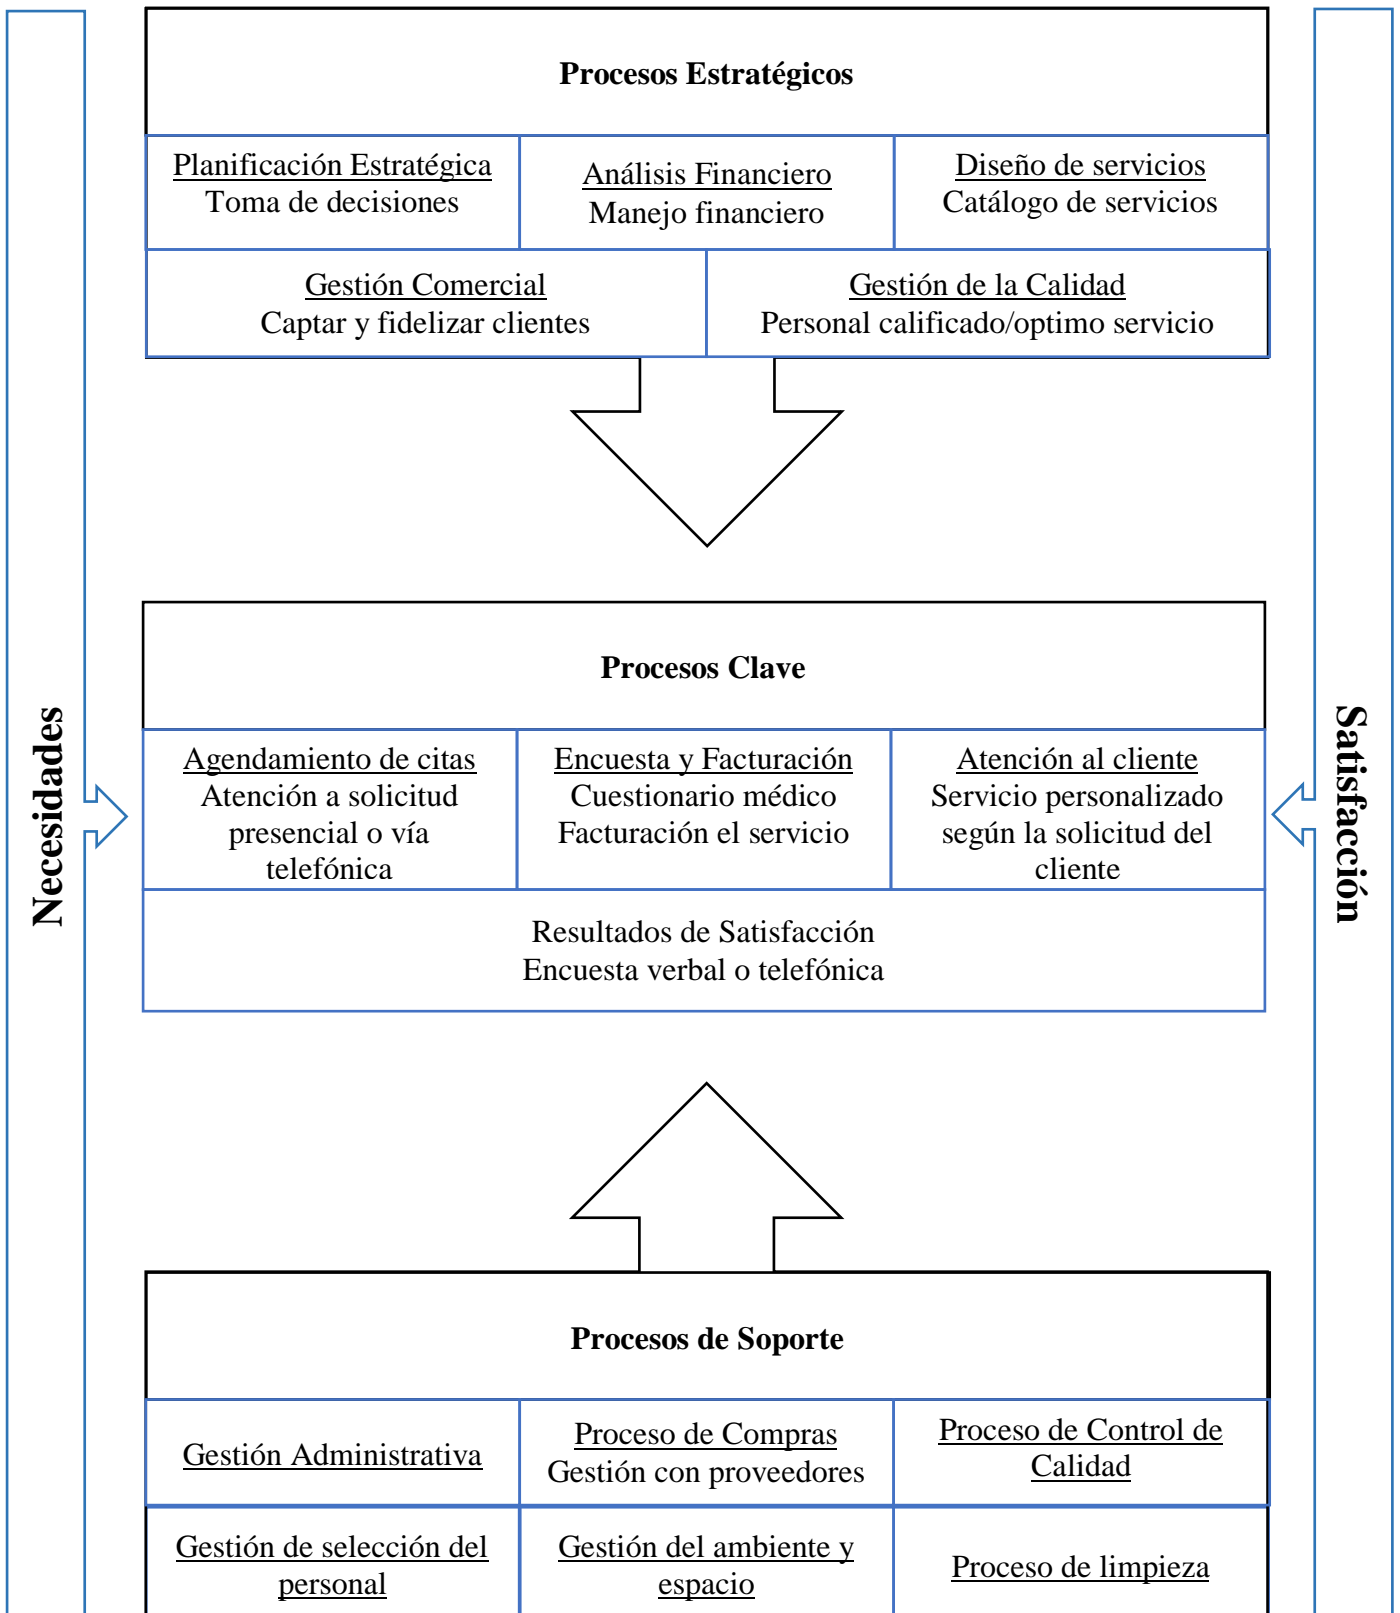 Procesos Estratégicos
Planificación Estratégica
Toma de decisiones
Análisis Financiero
Manejo financiero
Diseño de servicios
Catálogo de servicios
Gestión Comercial
Captar y fidelizar clientes
Gestión de la Calidad
Personal calificado/optimo servicio
Necesidades
Procesos Clave
Agendamiento de citas
Atención a solicitud
presencial o vía
telefónica
Encuesta y Facturación
Cuestionario médico
Facturación el servicio
Atención al cliente
Servicio personalizado
según la solicitud del
cliente
Resultados de Satisfacción
Encuesta verbal o telefónica
Satisfacción
Procesos de Soporte
Gestión Administrativa
Proceso de Compras
Gestión con proveedores
Proceso de Control de
Calidad
Gestión de selección del
personal
Gestión del ambiente y
espacio
Proceso de limpieza